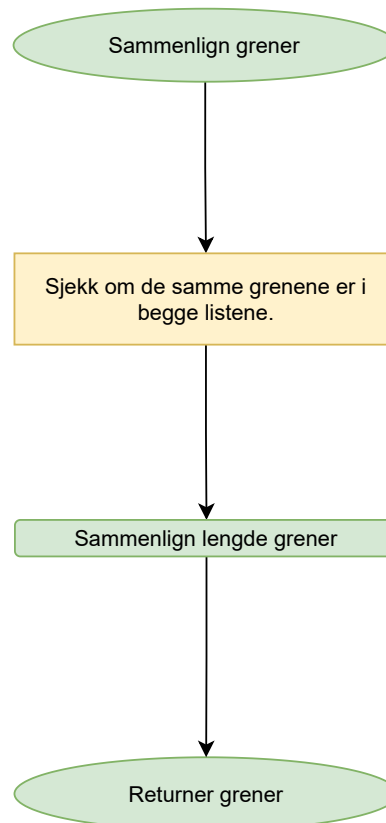 Sammenlign grener
Sjekk om de samme grenene er i
begge listene.
Sammenlign lengde grener
Returner grener